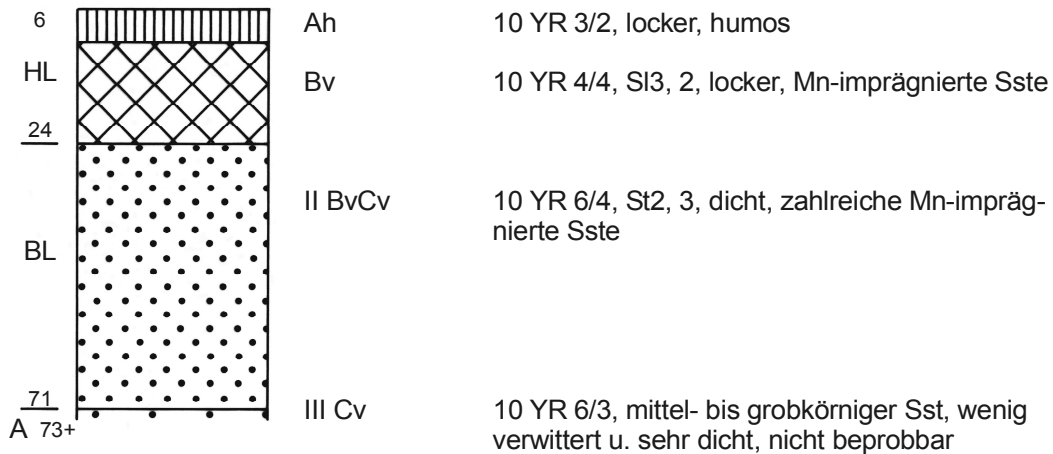 6 Ah 10 YR 3/2, locker, humos
HL Bv 10 YR 4/4, Sl3, 2, locker, Mn-imprägnierte Sste
24
II BvCv 10 YR 6/4, St2, 3, dicht, zahlreiche Mn-impräg-
nierte Sste
BL
71 III Cv 10 YR 6/3, mittel- bis grobkörniger Sst, wenig
A 73+ verwittert u. sehr dicht, nicht beprobbar